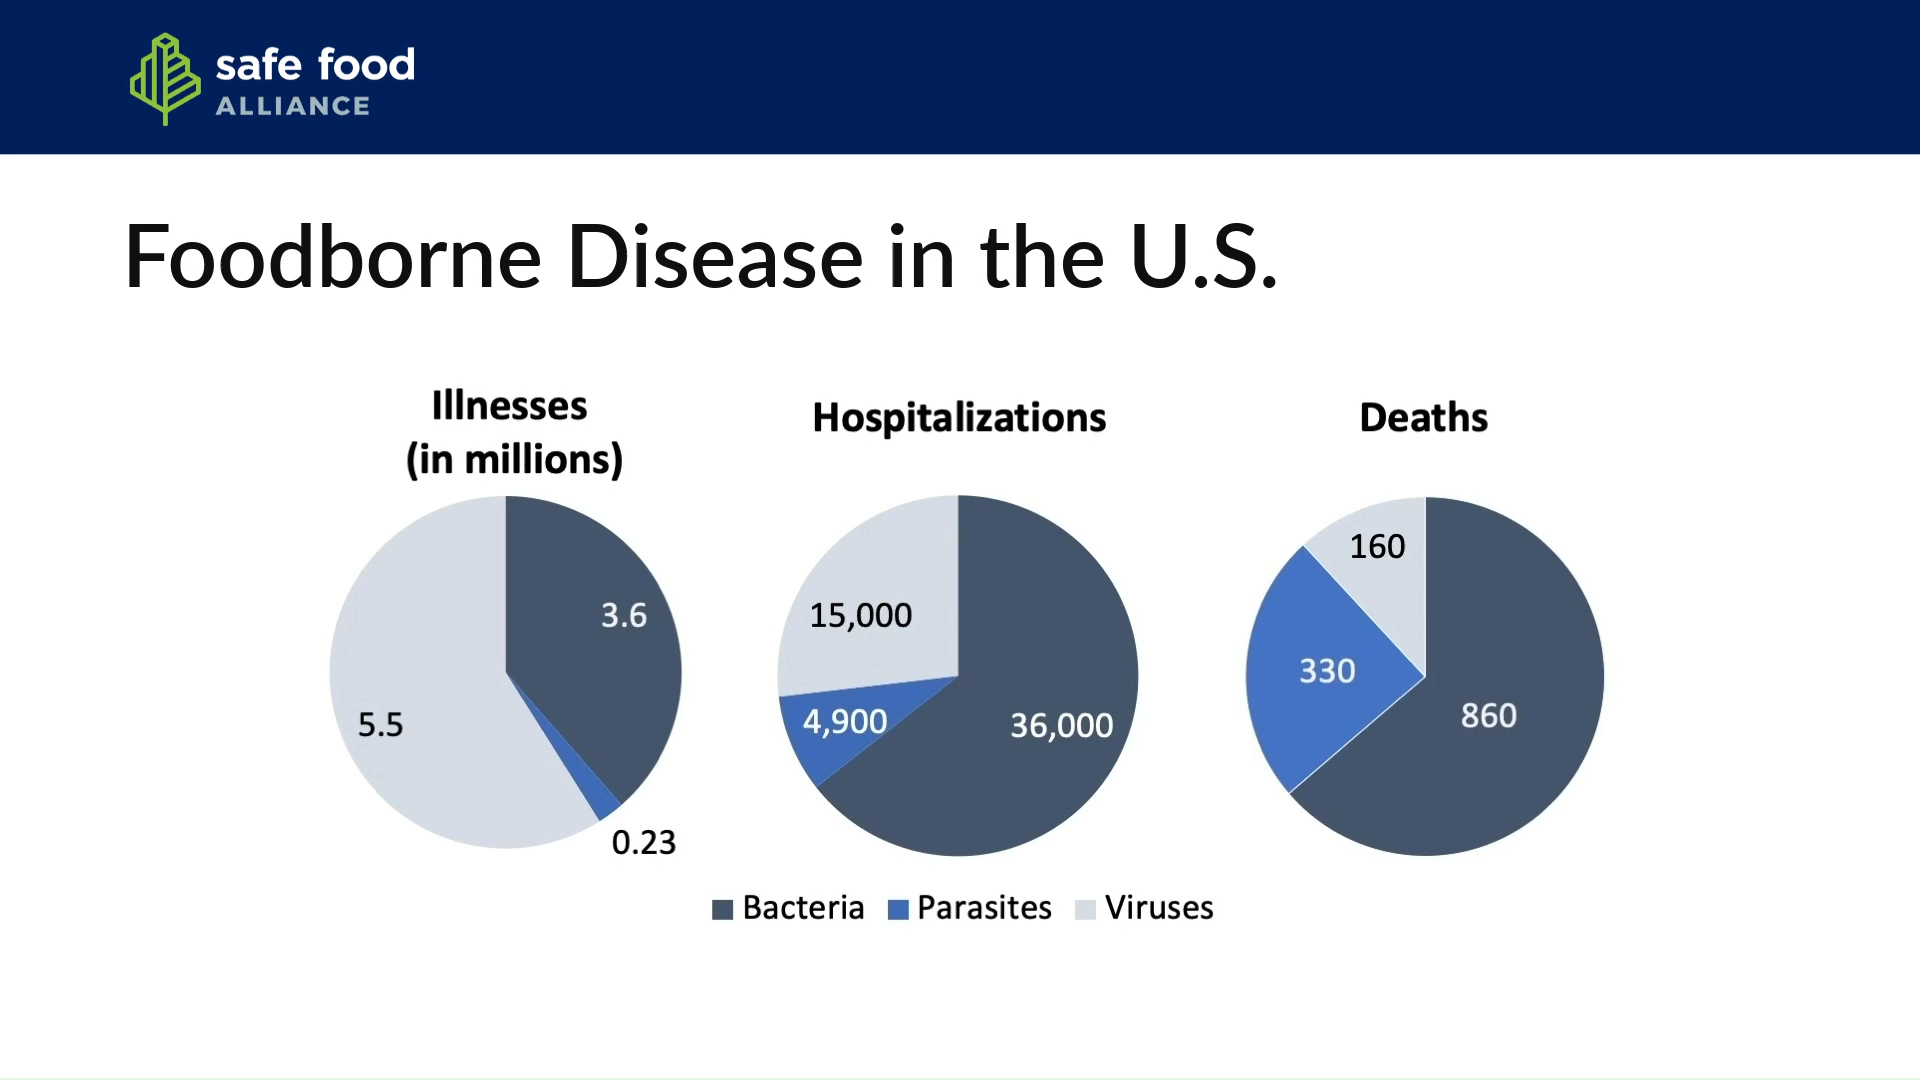 safe food
ALLIANCE
Foodborne Disease in the U.S.
Illnesses
(in millions)
3.6
5.5
0.23
Hospitalizations
15,000
4,900
36,000
Deaths
160
330
860
Bacteria Parasites Viruses